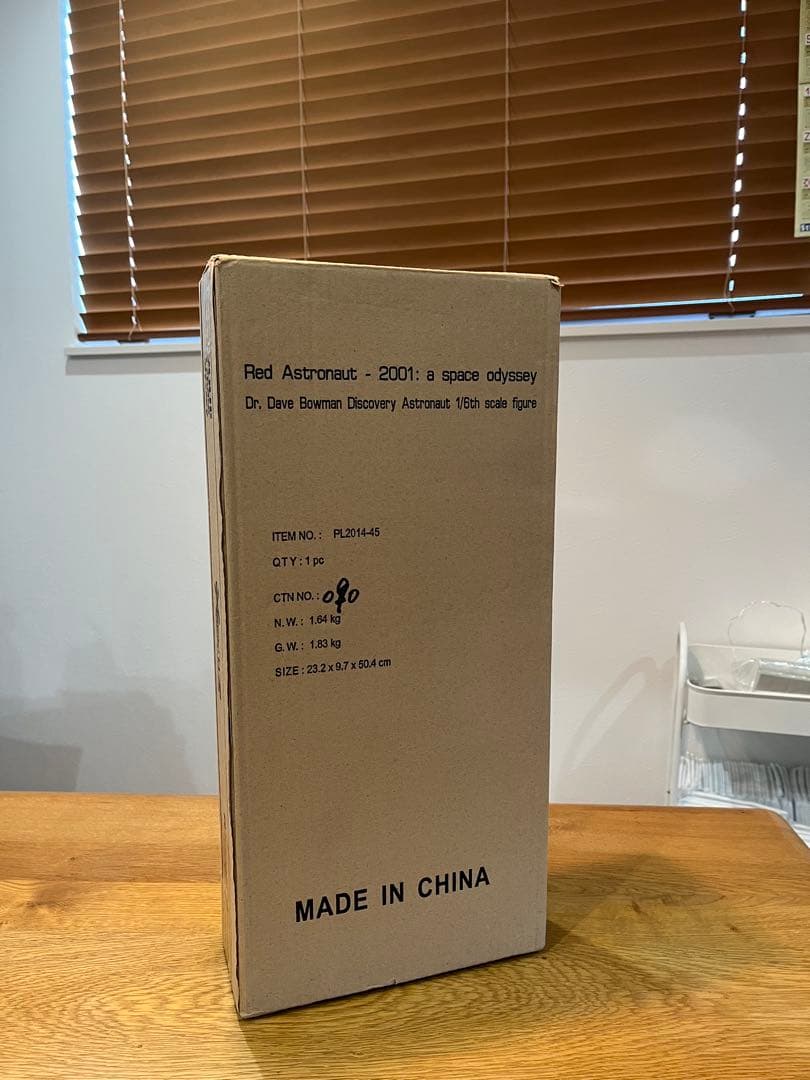 Red Astronaut - 2001: a space odyssey
Dr. Dave Bowman Discovery Astronaut 1/6th scale figure
ITEM NO. : PL2014-45
QTY : 1 pc
CTN NO. : 090
N. W. : 1.64 kg
G. W. : 1.83 kg
SIZE : 23.2 x 9.7 x 50.4 cm
MADE IN CHINA